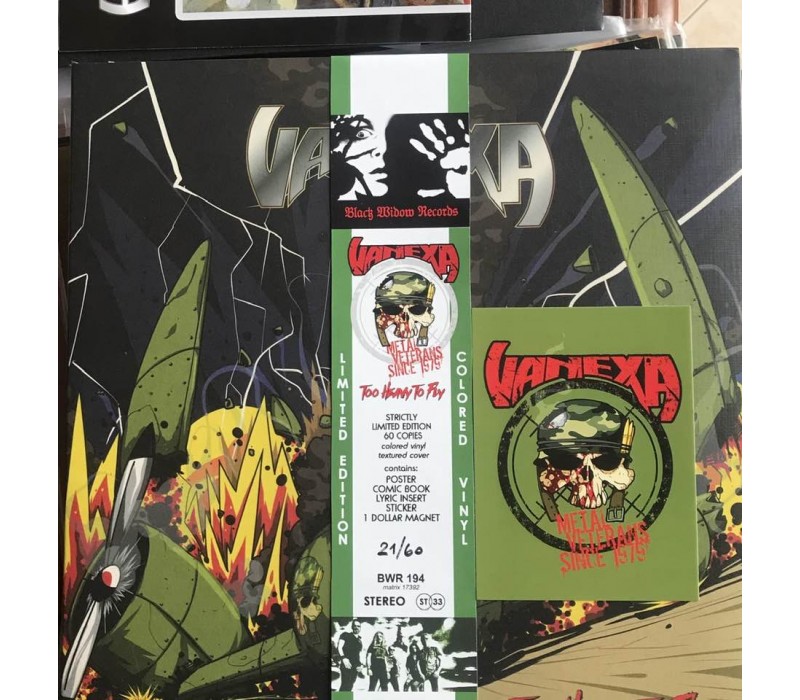 VANEXA
Black Widow Records
VANEXA
METAL
VETERANS
SINCE 1979
Too Heavy To Fly
LIMITED EDITION
COLORED VINYL
STRICTLY
LIMITED EDITION
60 COPIES
colored vinyl
textured cover
contains:
POSTER
COMIC BOOK
LYRIC INSERT
STICKER
1 DOLLAR MAGNET
21/60
BWR 194
matrix 17392
STEREO ST 33
VANEXA
METAL
VETERANS
SINCE 1979